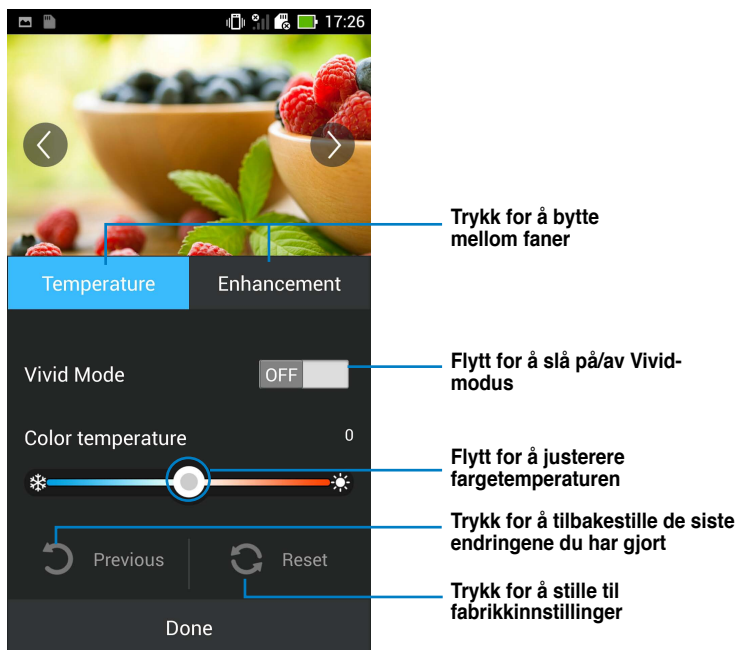 17:26
Trykk for å bytte
mellom faner
Temperature
Enhancement
Vivid Mode
OFF
Flytt for å slå på/av Vivid-
modus
Color temperature
0
Flytt for å justerere
fargetemperaturen
Trykk for å tilbakestille de siste
endringene du har gjort
Previous
Reset
Trykk for å stille til
fabrikkinnstillinger
Done